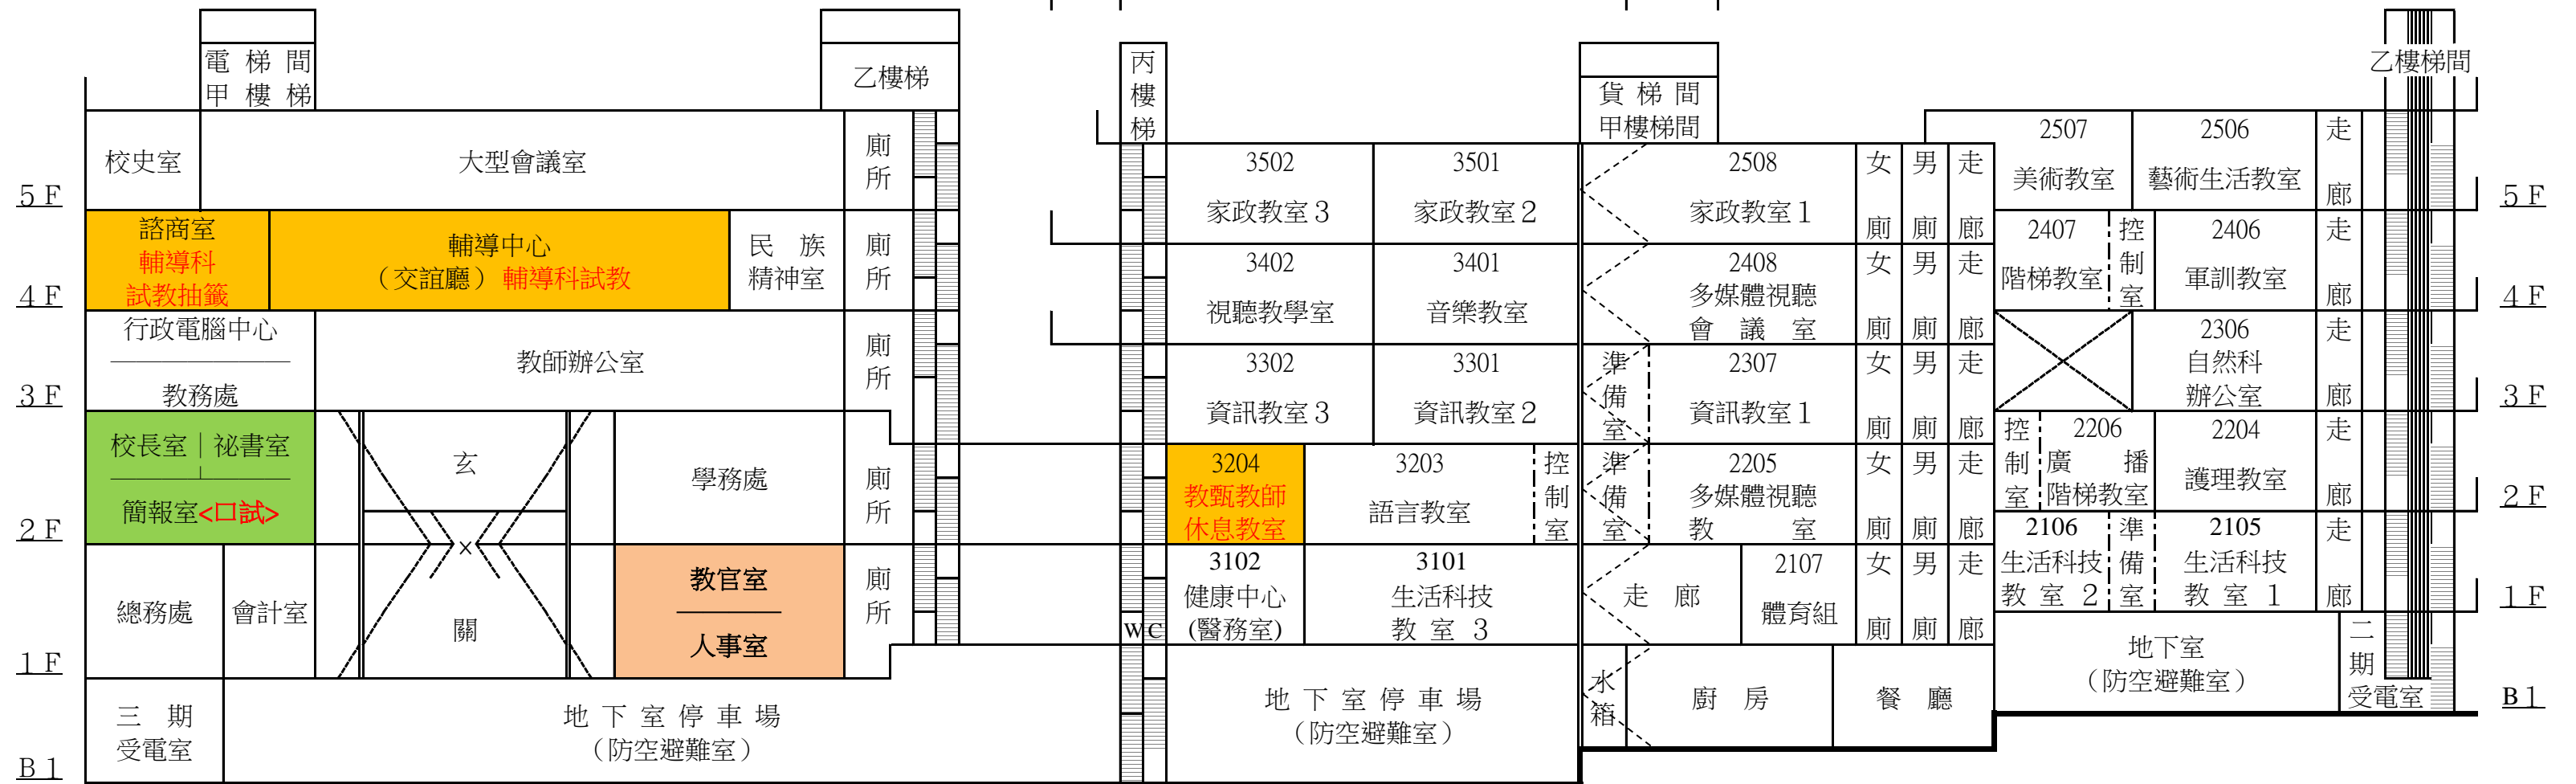 電梯間
甲樓梯
乙樓梯
丙
樓
梯
貨梯間
甲樓梯間
乙樓梯間
5F
校史室
大型會議室
廁
所
3502
家政教室3
3501
家政教室2
2508
家政教室1
女
廁
男
廁
走
廊
2507
美術教室
2506
藝術生活教室
走
廊
5F
4F
諮商室
輔導科
試教抽籤
輔導中心
（交誼廳）輔導科試教
民族
精神室
廁
所
3402
視聽教學室
3401
音樂教室
2408
多媒體視聽
會議室
女
廁
男
廁
走
廊
2407
階梯教室
控
制
室
2406
軍訓教室
走
廊
4F
3F
行政電腦中心
教務處
教師辦公室
廁
所
3302
資訊教室3
3301
資訊教室2
準
備
室
2307
資訊教室1
女
廁
男
廁
走
廊
2306
自然科
辦公室
走
廊
3F
2F
校長室｜祕書室
簡報室<口試>
玄
關
學務處
廁
所
3204
教甄教師
休息教室
3203
語言教室
控
制
室
準
備
室
2205
多媒體視聽
教室
女
廁
男
廁
走
廊
控
制
室
2206
廣播
階梯教室
2204
護理教室
走
廊
2F
1F
總務處
會計室
×
教官室
人事室
廁
所
WC
3102
健康中心
(醫務室)
3101
生活科技
教室3
走廊
2107
體育組
女
廁
男
廁
走
廊
2106
生活科技
教室2
準
備
室
2105
生活科技
教室1
走
廊
1F
B1
三期
受電室
地下室停車場
（防空避難室）
地下室停車場
（防空避難室）
水
箱
廚房
餐廳
地下室
（防空避難室）
二
期
受電室
B1